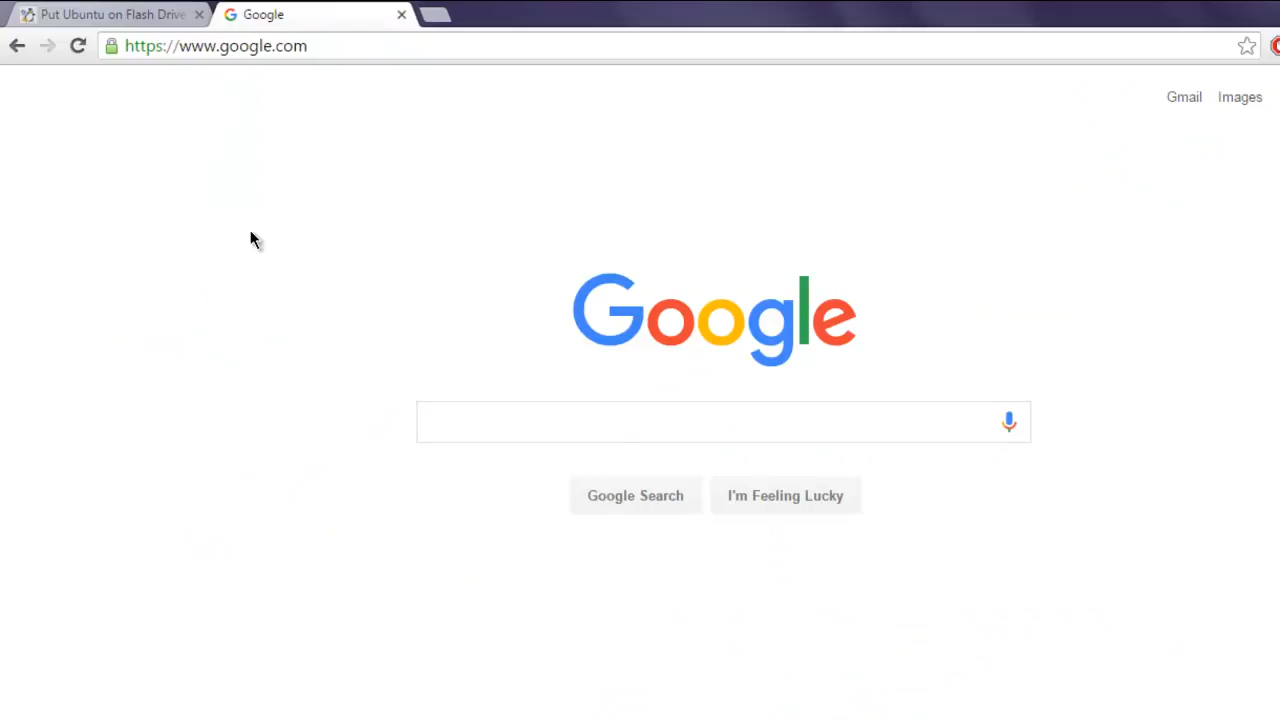 Put Ubuntu on Flash Drive
Google
https://www.google.com
Gmail Images
Google
Google Search I'm Feeling Lucky